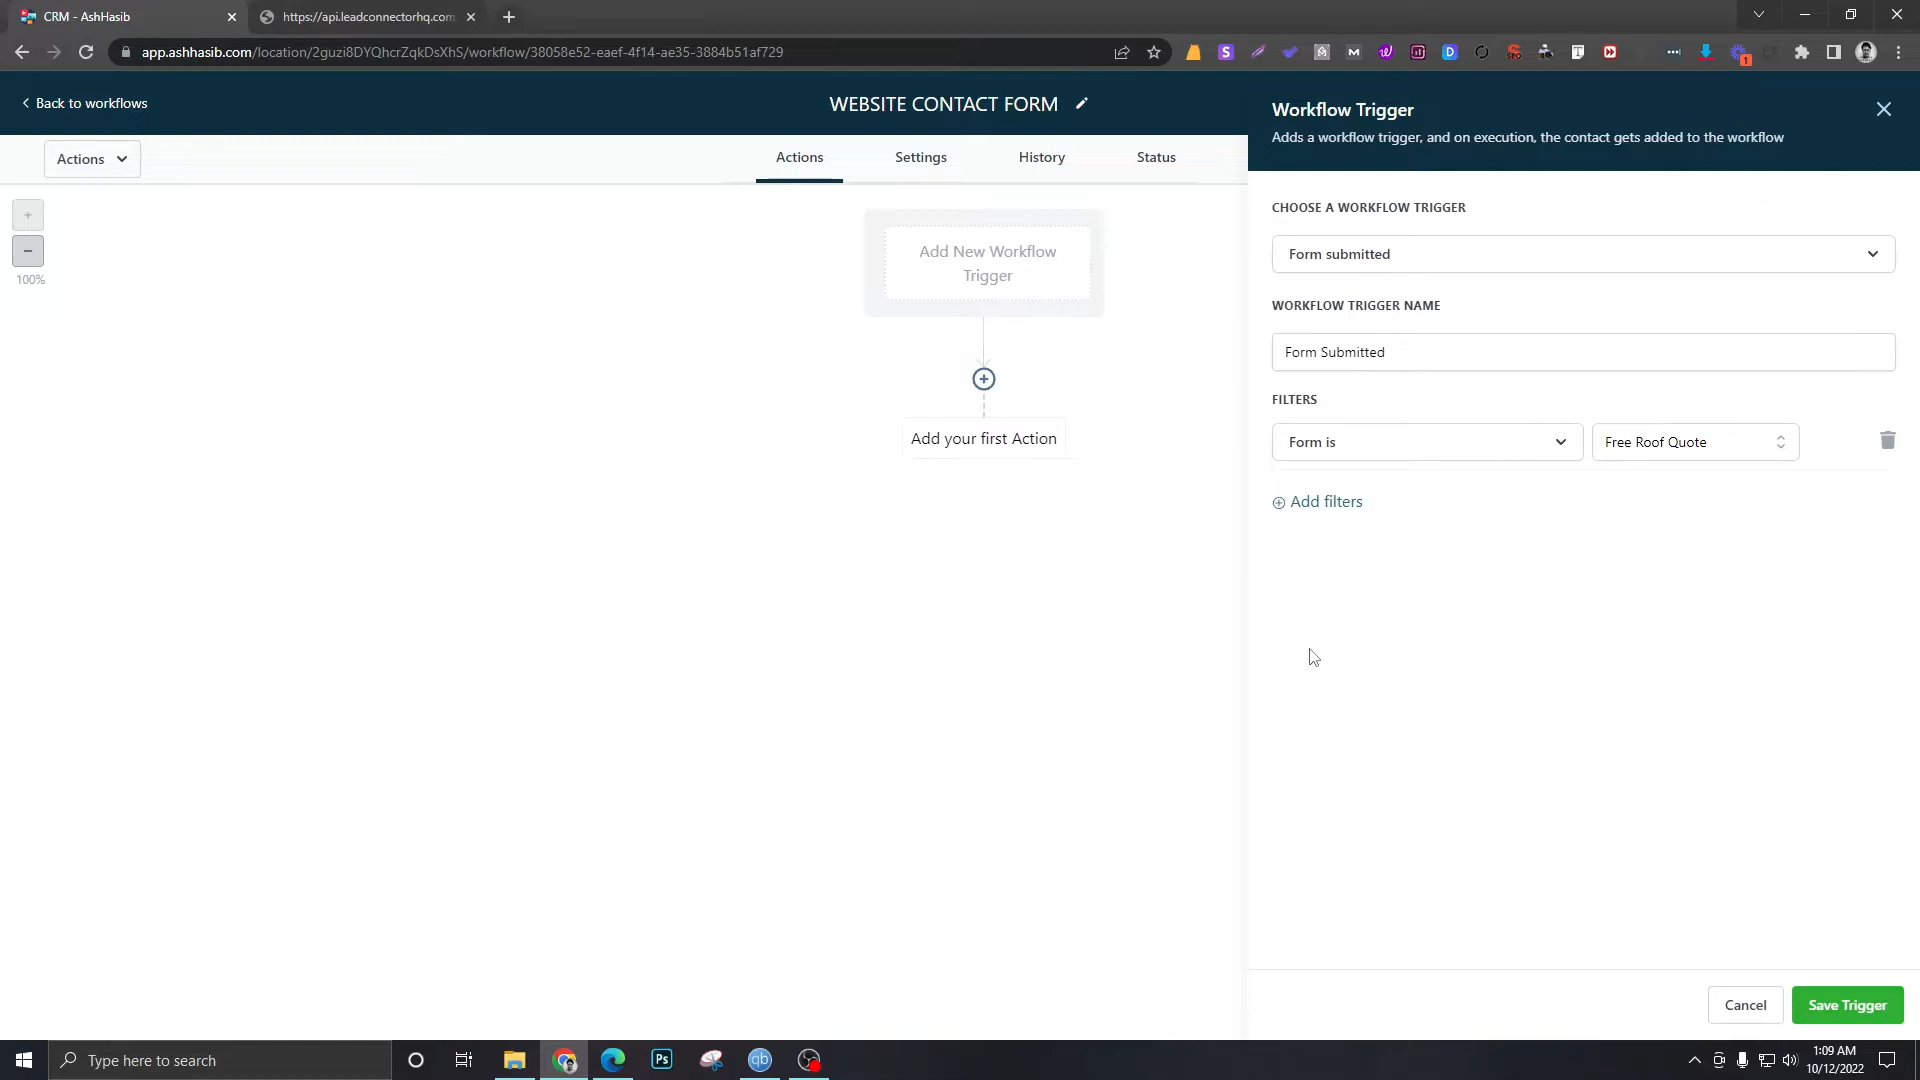 CRM - AshHasib
https://api.leadconnectorhq.com
app.ashhasib.com/location/2guzi8DYQhcrZqkDsXhS/workflow/38058e52-eaef-4f14-ae35-3884b51af729
Back to workflows
WEBSITE CONTACT FORM
Workflow Trigger
Adds a workflow trigger, and on execution, the contact gets added to the workflow
Actions
Actions
Settings
History
Status
100%
Add New Workflow
Trigger
Add your first Action
CHOOSE A WORKFLOW TRIGGER
Form submitted
WORKFLOW TRIGGER NAME
Form Submitted
FILTERS
Form is
Free Roof Quote
Add filters
Cancel
Save Trigger
Type here to search
Ps
qb
1:09 AM
10/12/2022